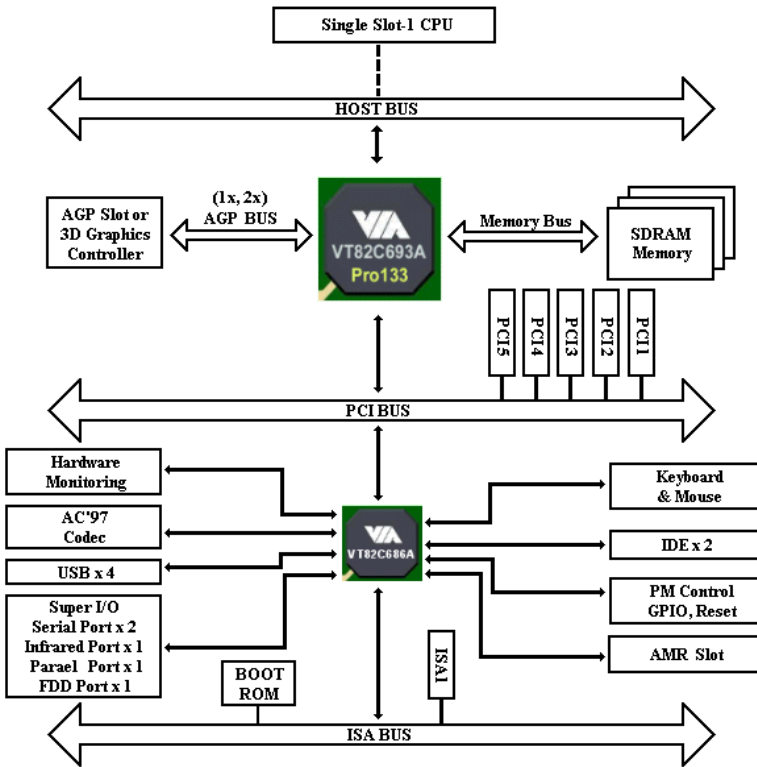 Single Slot-1 CPU
HOST BUS
AGP Slot or
3D Graphics
Controller
(1x, 2x)
AGP BUS
VIA
VT82C693A
Pro133
Memory Bus
SDRAM
Memory
PCI5
PCI4
PCI3
PCI2
PCI1
PCI BUS
Hardware
Monitoring
AC'97
Codec
USB x 4
Super I/O
Serial Port x 2
Infrared Port x 1
Parael Port x 1
FDD Port x 1
VIA
VT82C686A
Keyboard
& Mouse
IDE x 2
PM Control
GPIO, Reset
AMR Slot
BOOT
ROM
ISA1
ISA BUS